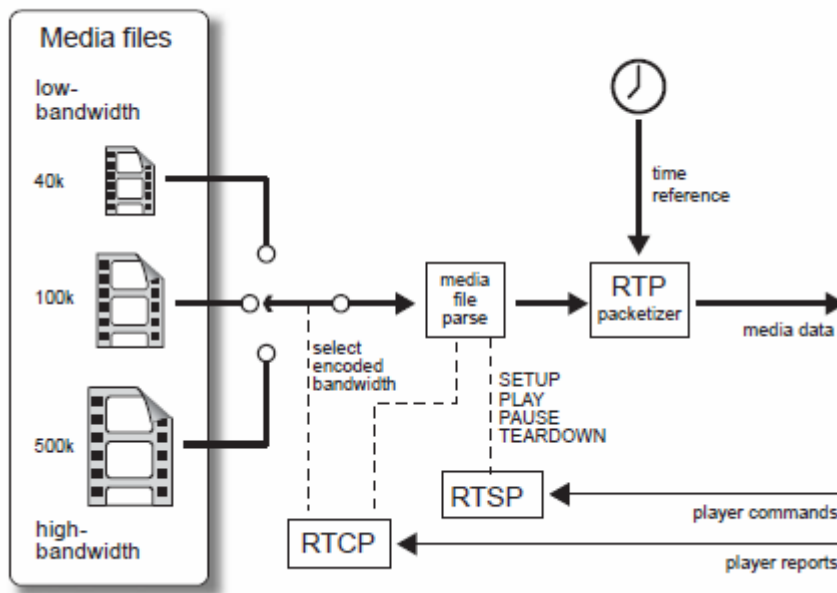 Media files
low-
bandwidth
40k
100k
500k
high-
bandwidth
time
reference
media
file
parse
RTP
packetizer
media data
select
encoded
bandwidth
SETUP
PLAY
PAUSE
TEARDOWN
RTSP
player commands
RTCP
player reports